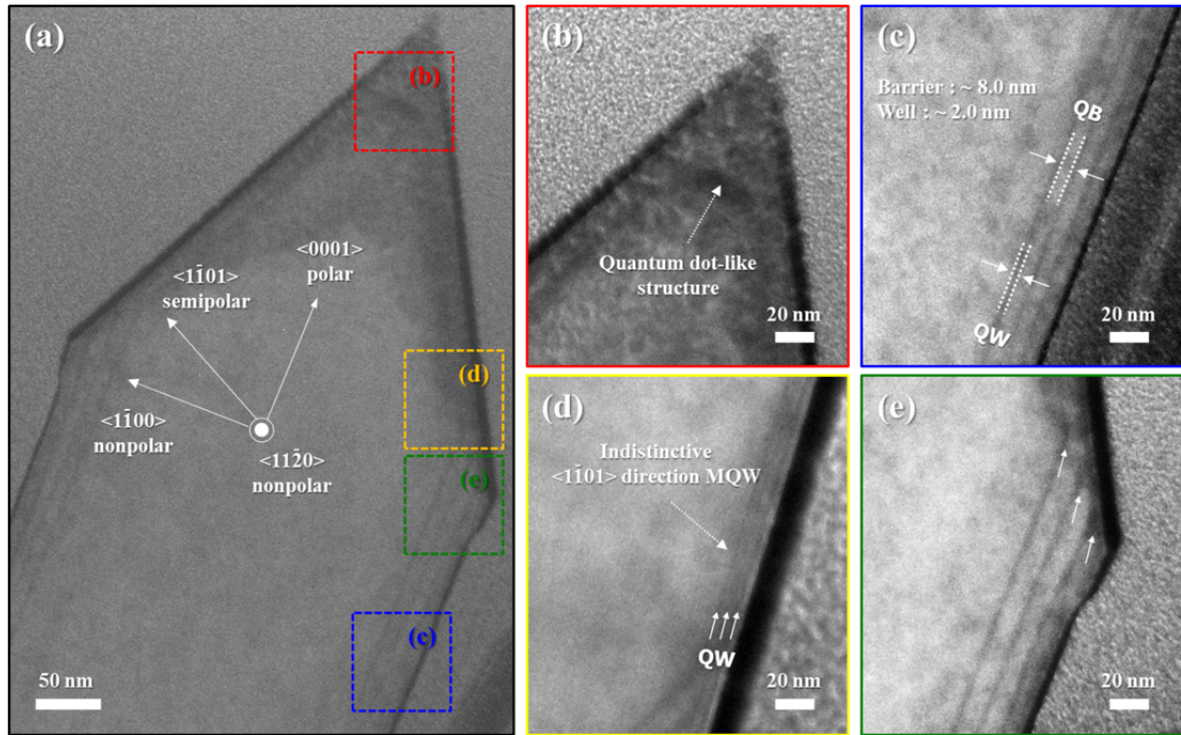 (a)
(b)
<0001>
polar
<11̅01>
semipolar
<11̅00>
nonpolar
<112̅0>
nonpolar
(d)
(e)
(c)
50 nm
(b)
Quantum dot-like
structure
20 nm
(c)
Barrier : ~ 8.0 nm
Well : ~ 2.0 nm
QB
QW
20 nm
(d)
Indistinctive
<11̅01> direction MQW
QW
20 nm
(e)
20 nm